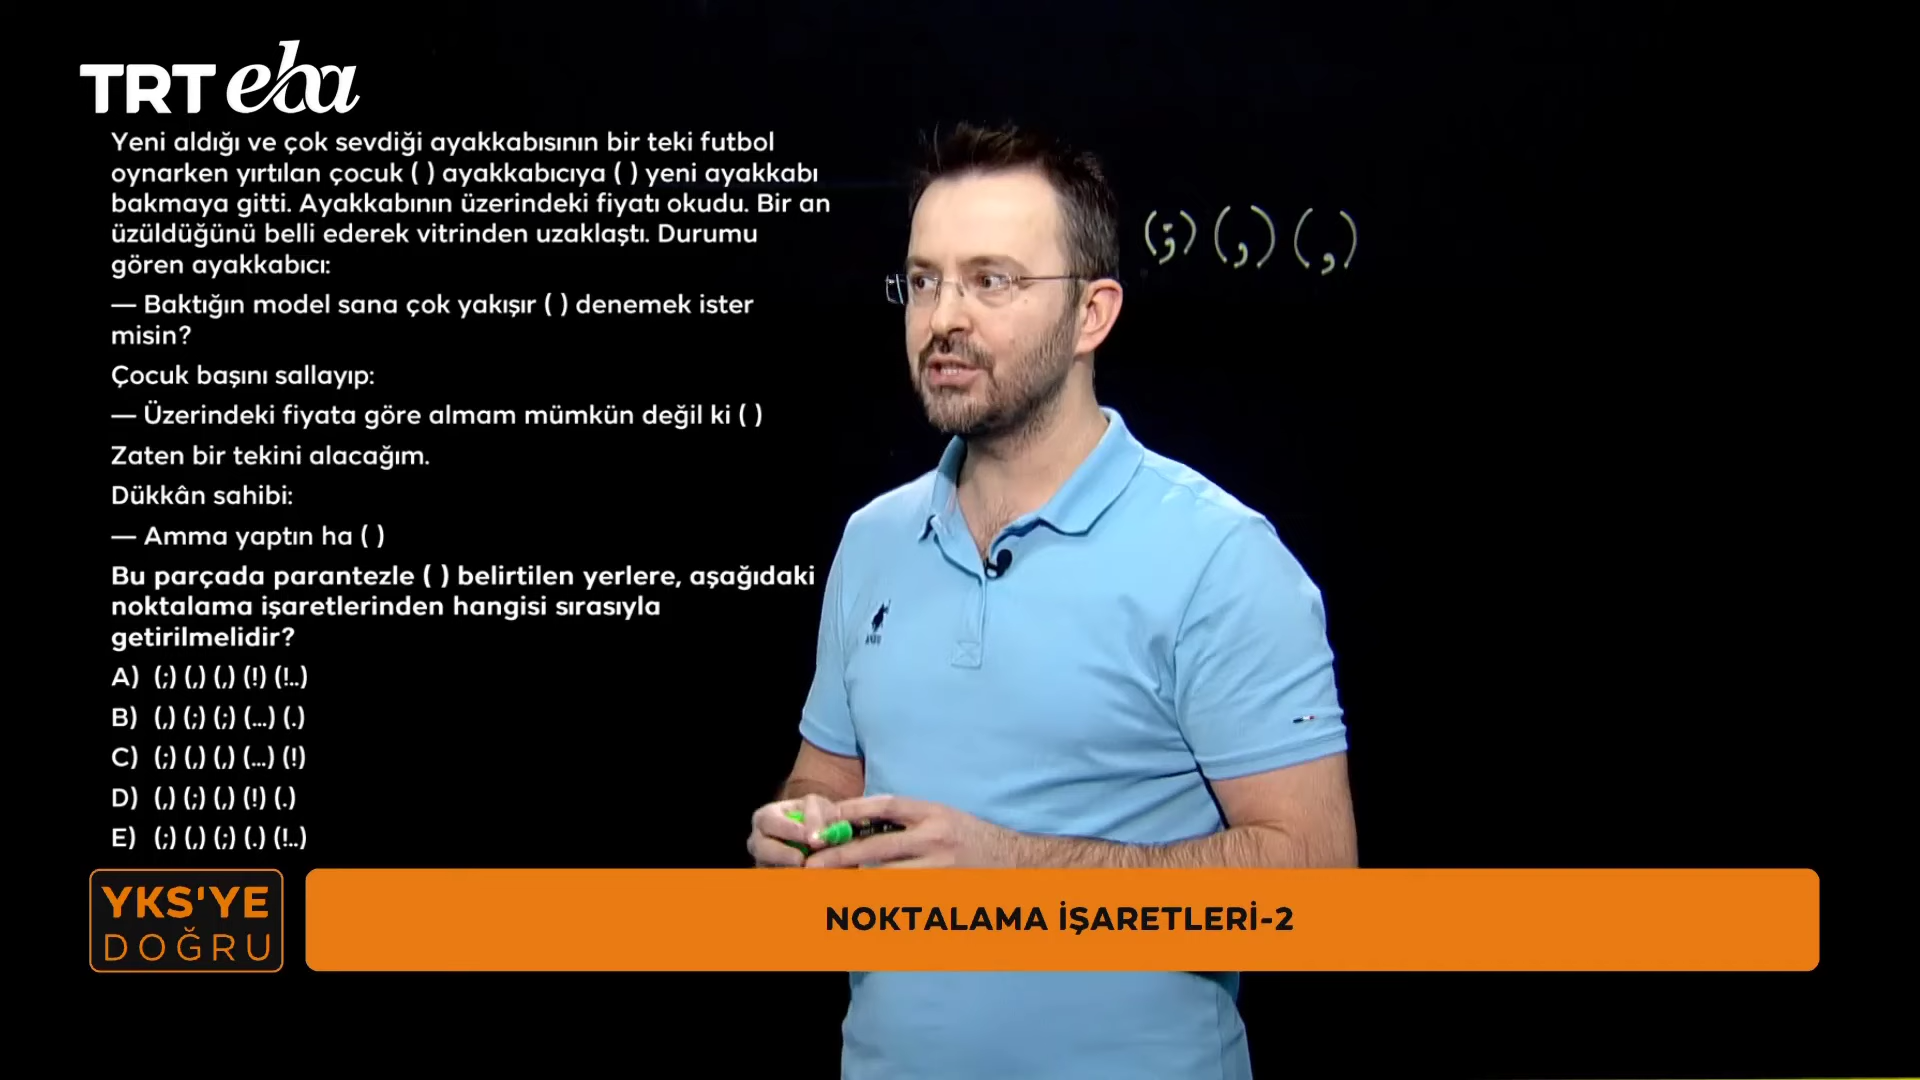 TRT eba
Yeni aldığı ve çok sevdiği ayakkabısının bir teki futbol
oynarken yırtılan çocuk ( ) ayakkabıcıya ( ) yeni ayakkabı
bakmaya gitti. Ayakkabının üzerindeki fiyatı okudu. Bir an
üzüldüğünü belli ederek vitrinden uzaklaştı. Durumu
gören ayakkabıcı:
— Baktığın model sana çok yakışır ( ) denemek ister
misin?
Çocuk başını sallayıp:
— Üzerindeki fiyata göre almam mümkün değil ki ( )
Zaten bir tekini alacağım.
Dükkân sahibi:
— Amma yaptın ha ( )
Bu parçada parantezle ( ) belirtilen yerlere, aşağıdaki
noktalama işaretlerinden hangisi sırasıyla
getirilmelidir?
A) (;) (,) (,) (!) (!..)
B) (,) (;) (;) (...) (.)
C) (;) (,) (,) (...) (!)
D) (,) (;) (,) (!) (.)
E) (;) (,) (;) (.) (!..)
(;) (,) (,)
YKS'YE
DOĞRU
NOKTALAMA İŞARETLERİ-2